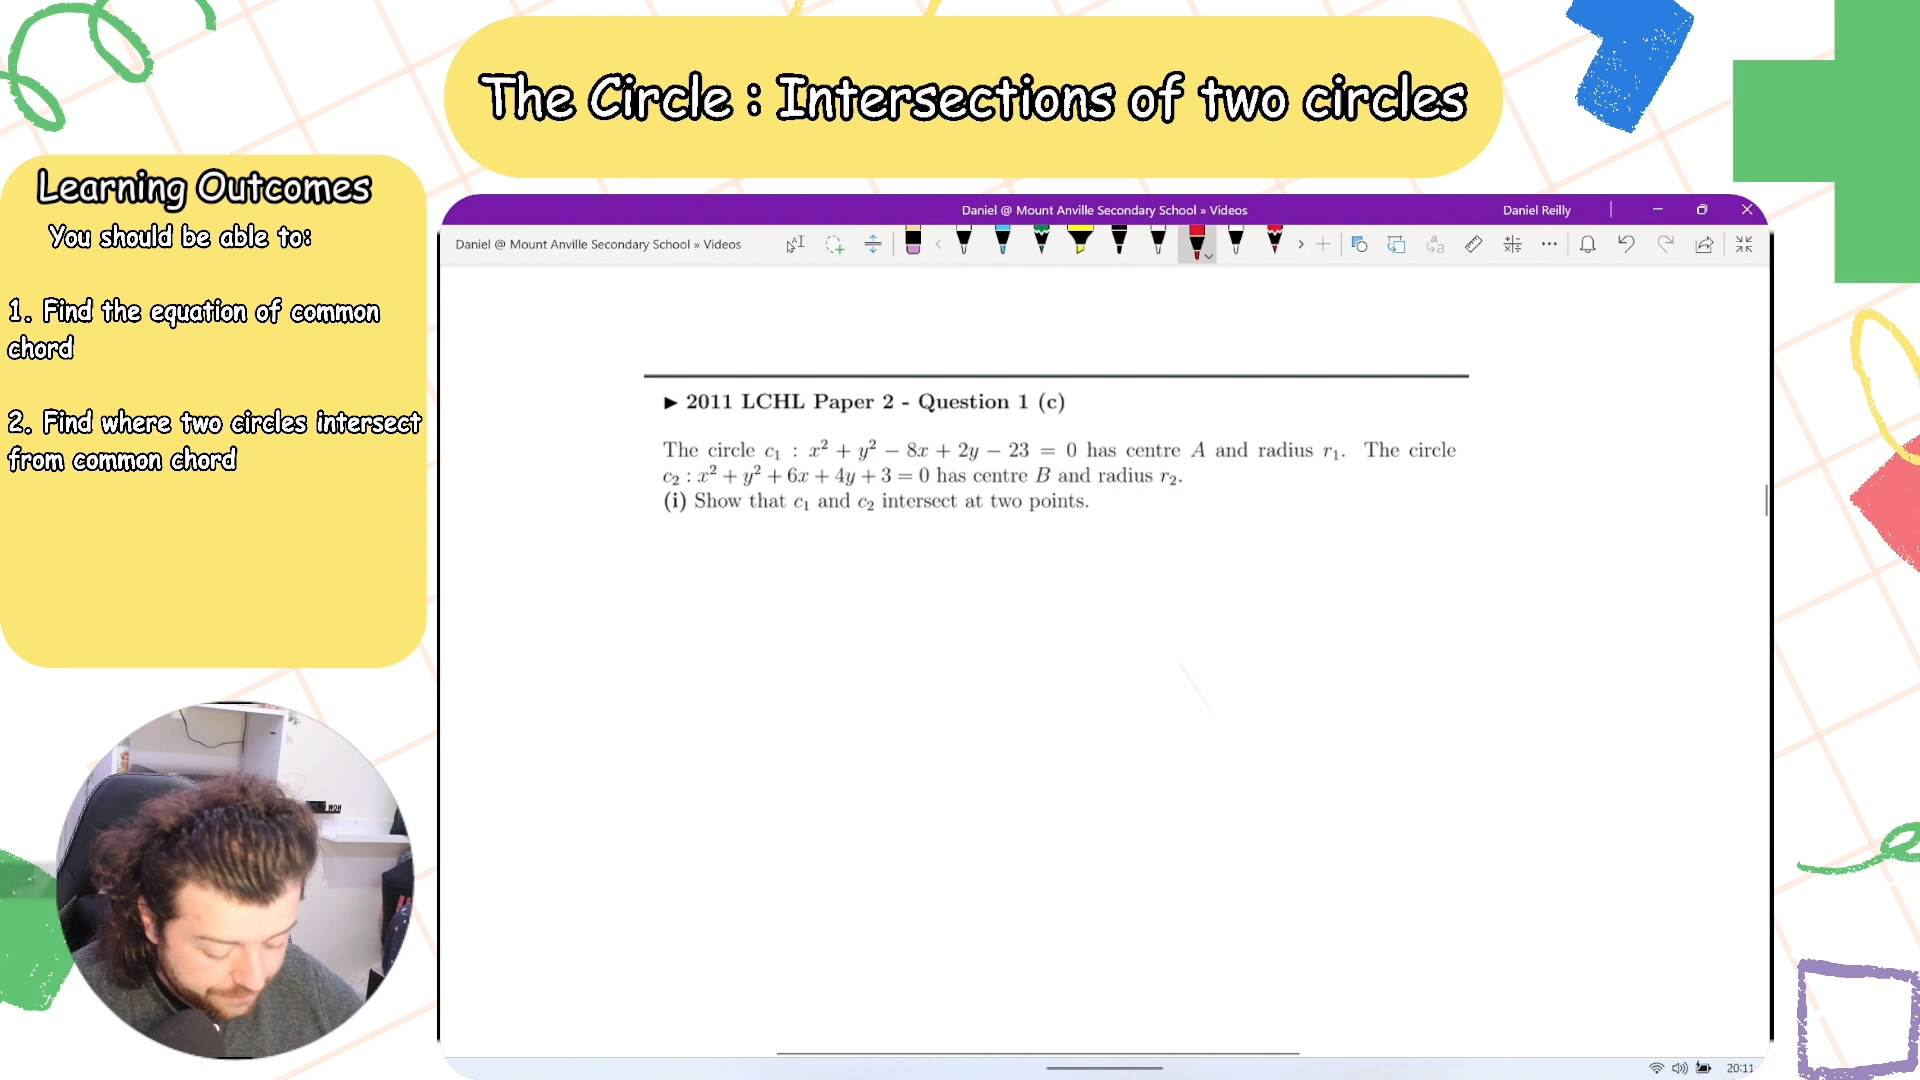 The Circle : Intersections of two circles
Learning Outcomes
You should be able to:
1. Find the equation of common
chord
2. Find where two circles intersect
from common chord
Daniel @ Mount Anville Secondary School » Videos
Daniel Reilly
Daniel @ Mount Anville Secondary School » Videos
▶ 2011 LCHL Paper 2 - Question 1 (c)
The circle c₁ : x² + y² − 8x + 2y − 23 = 0 has centre A and radius r₁. The circle
c₂ : x² + y² + 6x + 4y + 3 = 0 has centre B and radius r₂.
(i) Show that c₁ and c₂ intersect at two points.
20:11